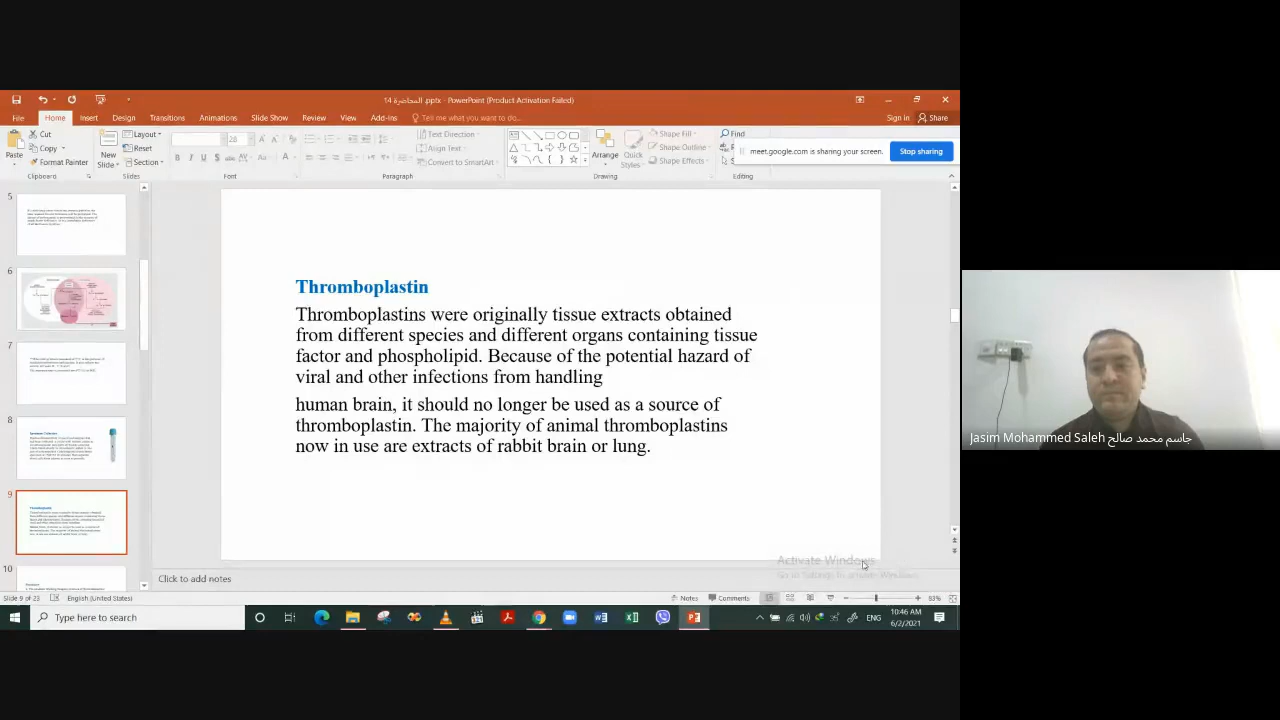 14 المحاضرة .pptx - PowerPoint (Product Activation Failed)
File Home Insert Design Transitions Animations Slide Show Review View Add-ins Tell me what you want to do... Sign in Share
Paste
Cut
Copy
Format Painter
Clipboard
New Slide
Layout
Reset
Section
Slides
28
Font
Text Direction
Align Text
Convert to SmartArt
Paragraph
Arrange
Quick Styles
Shape Fill
Shape Outline
Shape Effects
Drawing
Find
Editing
meet.google.com is sharing your screen.
Stop sharing
5
6
7
8
9
10
Thromboplastin
Thromboplastins were originally tissue extracts obtained
from different species and different organs containing tissue
factor and phospholipid. Because of the potential hazard of
viral and other infections from handling
human brain, it should no longer be used as a source of
thromboplastin. The majority of animal thromboplastins
now in use are extracts of rabbit brain or lung.
Activate Windows
Go to Settings to activate Windows.
Click to add notes
Slide 9 of 23 English (United States) Notes Comments 83%
Type here to search
ENG
10:46 AM
6/2/2021
Jasim Mohammed Saleh جاسم محمد صالح